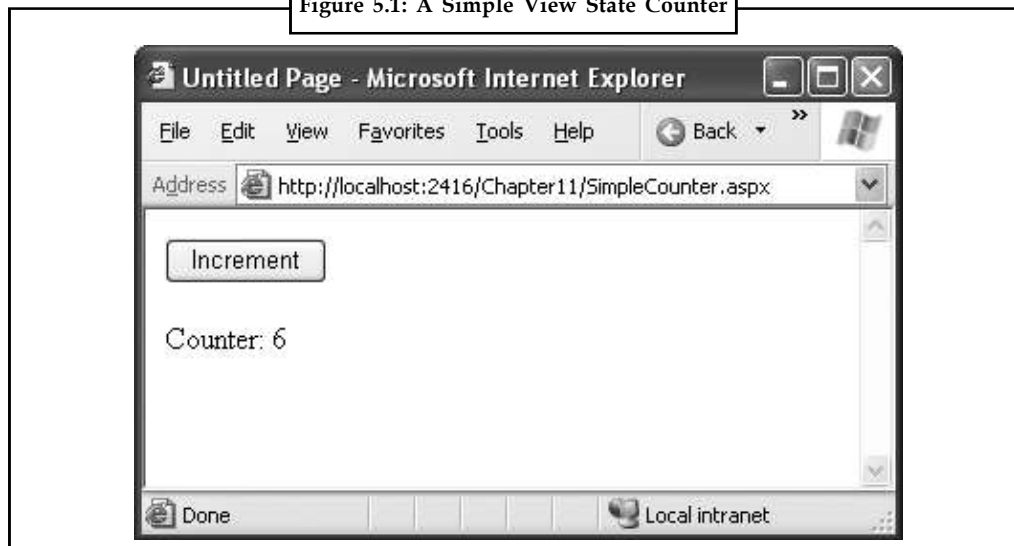 Figure 5.1: A Simple View State Counter
Untitled Page - Microsoft Internet Explorer
File Edit View Favorites Tools Help Back »
Address http://localhost:2416/Chapter11/SimpleCounter.aspx
Increment
Counter: 6
Done Local intranet